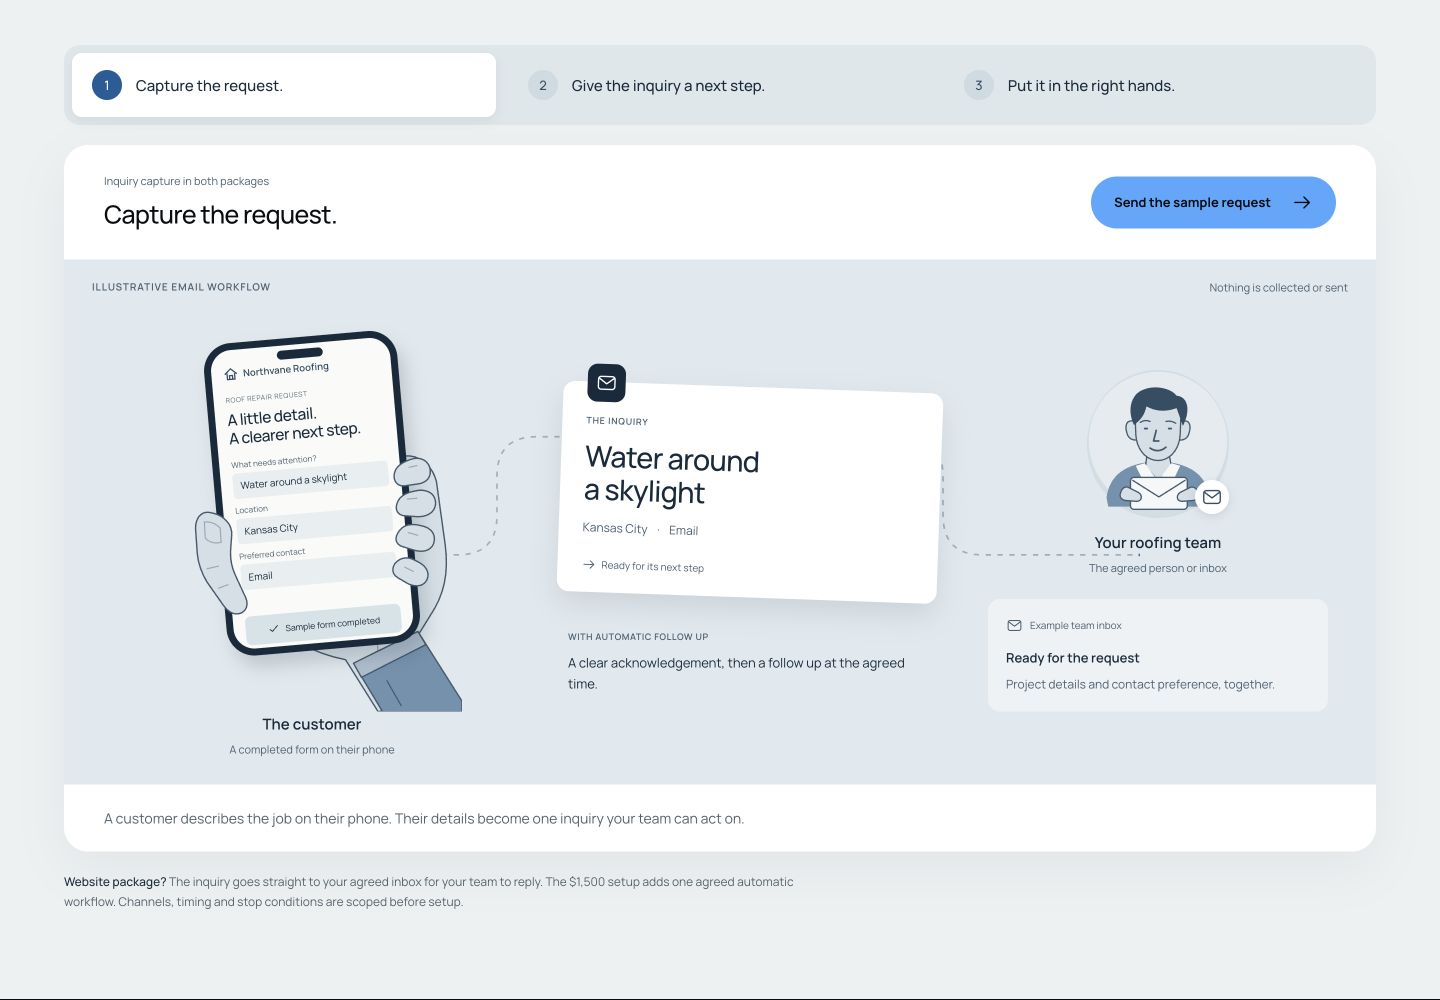 1 Capture the request.
2 Give the inquiry a next step.
3 Put it in the right hands.
Inquiry capture in both packages
Capture the request.
Send the sample request
ILLUSTRATIVE EMAIL WORKFLOW
Nothing is collected or sent
Northvane Roofing
ROOF REPAIR REQUEST
A little detail.
A clearer next step.
What needs attention?
Water around a skylight
Location
Kansas City
Preferred contact
Email
Sample form completed
The customer
A completed form on their phone
THE INQUIRY
Water around
a skylight
Kansas City · Email
Ready for its next step
WITH AUTOMATIC FOLLOW UP
A clear acknowledgement, then a follow up at the agreed
time.
Your roofing team
The agreed person or inbox
Example team inbox
Ready for the request
Project details and contact preference, together.
A customer describes the job on their phone. Their details become one inquiry your team can act on.
Website package? The inquiry goes straight to your agreed inbox for your team to reply. The $1,500 setup adds one agreed automatic
workflow. Channels, timing and stop conditions are scoped before setup.